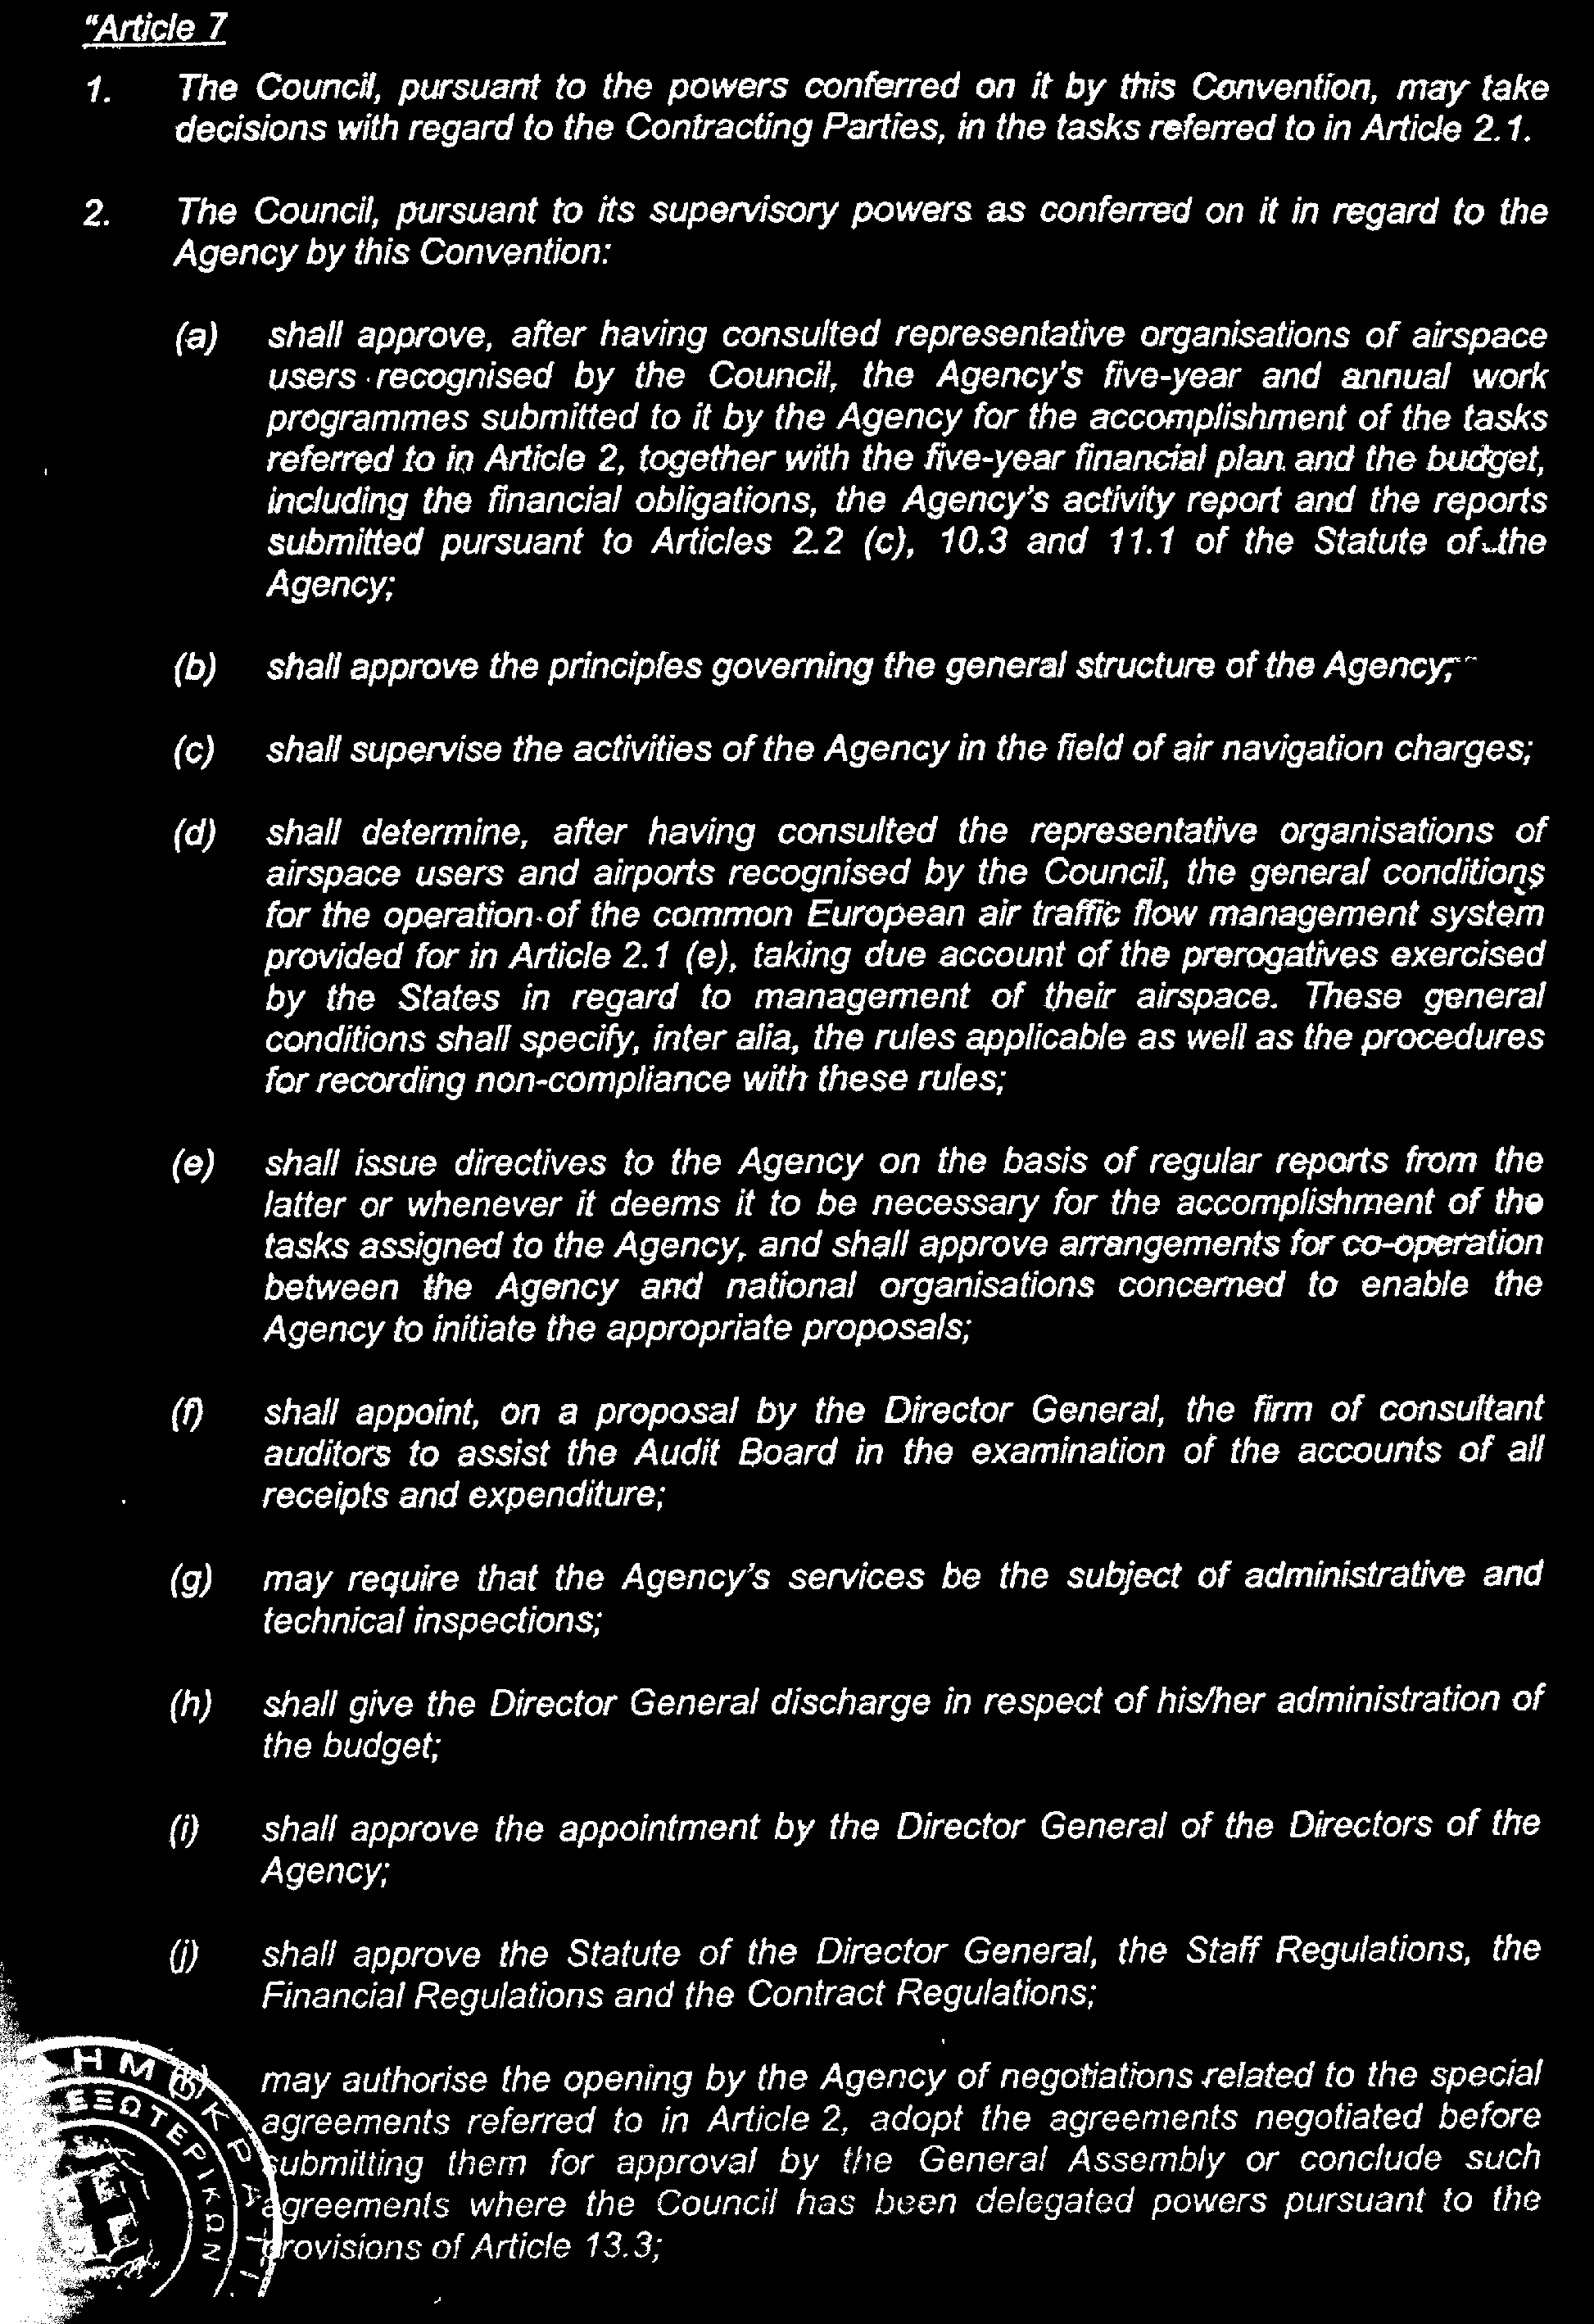 "Article 7
1. The Council, pursuant to the powers conferred on it by this Convention, may take
decisions with regard to the Contracting Parties, in the tasks referred to in Article 2.1.
2. The Council, pursuant to its supervisory powers as conferred on it in regard to the
Agency by this Convention:
(a) shall approve, after having consulted representative organisations of airspace
users recognised by the Council, the Agency's five-year and annual work
programmes submitted to it by the Agency for the accomplishment of the tasks
referred to in Article 2, together with the five-year financial plan and the budget,
including the financial obligations, the Agency's activity report and the reports
submitted pursuant to Articles 2.2 (c), 10.3 and 11.1 of the Statute of the
Agency;
(b) shall approve the principles governing the general structure of the Agency;
(c) shall supervise the activities of the Agency in the field of air navigation charges;
(d) shall determine, after having consulted the representative organisations of
airspace users and airports recognised by the Council, the general conditions
for the operation of the common European air traffic flow management system
provided for in Article 2.1 (e), taking due account of the prerogatives exercised
by the States in regard to management of their airspace. These general
conditions shall specify, inter alia, the rules applicable as well as the procedures
for recording non-compliance with these rules;
(e) shall issue directives to the Agency on the basis of regular reports from the
latter or whenever it deems it to be necessary for the accomplishment of the
tasks assigned to the Agency, and shall approve arrangements for co-operation
between the Agency and national organisations concerned to enable the
Agency to initiate the appropriate proposals;
(f) shall appoint, on a proposal by the Director General, the firm of consultant
auditors to assist the Audit Board in the examination of the accounts of all
receipts and expenditure;
(g) may require that the Agency's services be the subject of administrative and
technical inspections;
(h) shall give the Director General discharge in respect of his/her administration of
the budget;
(i) shall approve the appointment by the Director General of the Directors of the
Agency;
(j) shall approve the Statute of the Director General, the Staff Regulations, the
Financial Regulations and the Contract Regulations;
(k) may authorise the opening by the Agency of negotiations related to the special
agreements referred to in Article 2, adopt the agreements negotiated before
submitting them for approval by the General Assembly or conclude such
agreements where the Council has been delegated powers pursuant to the
provisions of Article 13.3;
ΕΞΩΤΕΡΙΚΩΝ